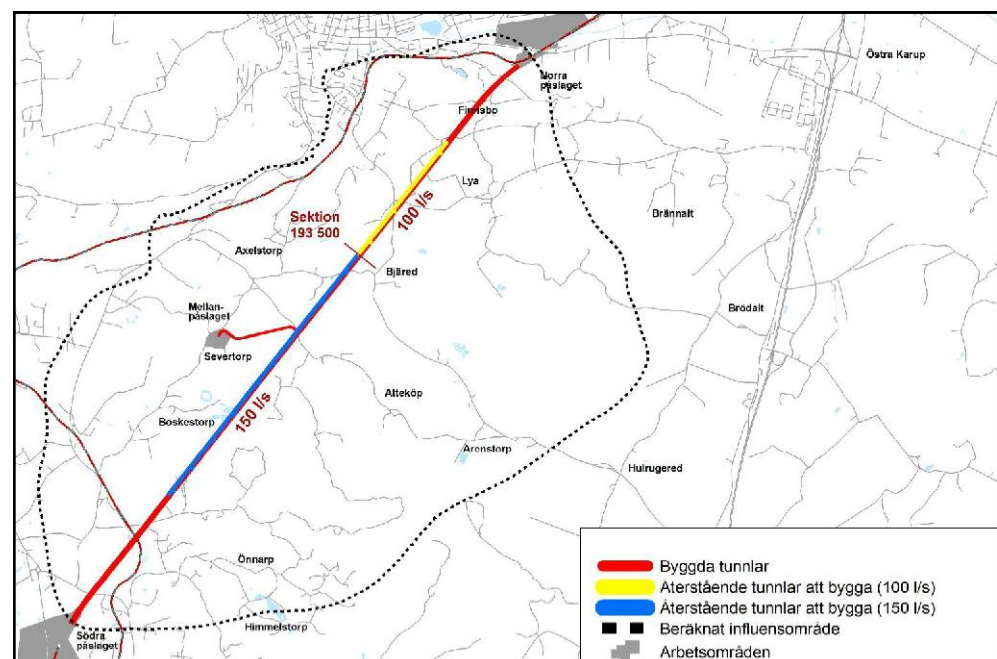 Östra Karup
Norra
påslaget
Finnsbo
Lya
100 l/s
Brännalt
Sektion
193 500
Axelstorp
Bjäred
Mellan-
påslaget
Brödalt
Severtorp
Alteköp
150 l/s
Boskestorp
Arenstorp
Hulrugered
Önnarp
Himmelstorp
Södra
påslaget
Byggda tunnlar
Återstående tunnlar att bygga (100 l/s)
Återstående tunnlar att bygga (150 l/s)
Beräknat influensområde
Arbetsområden